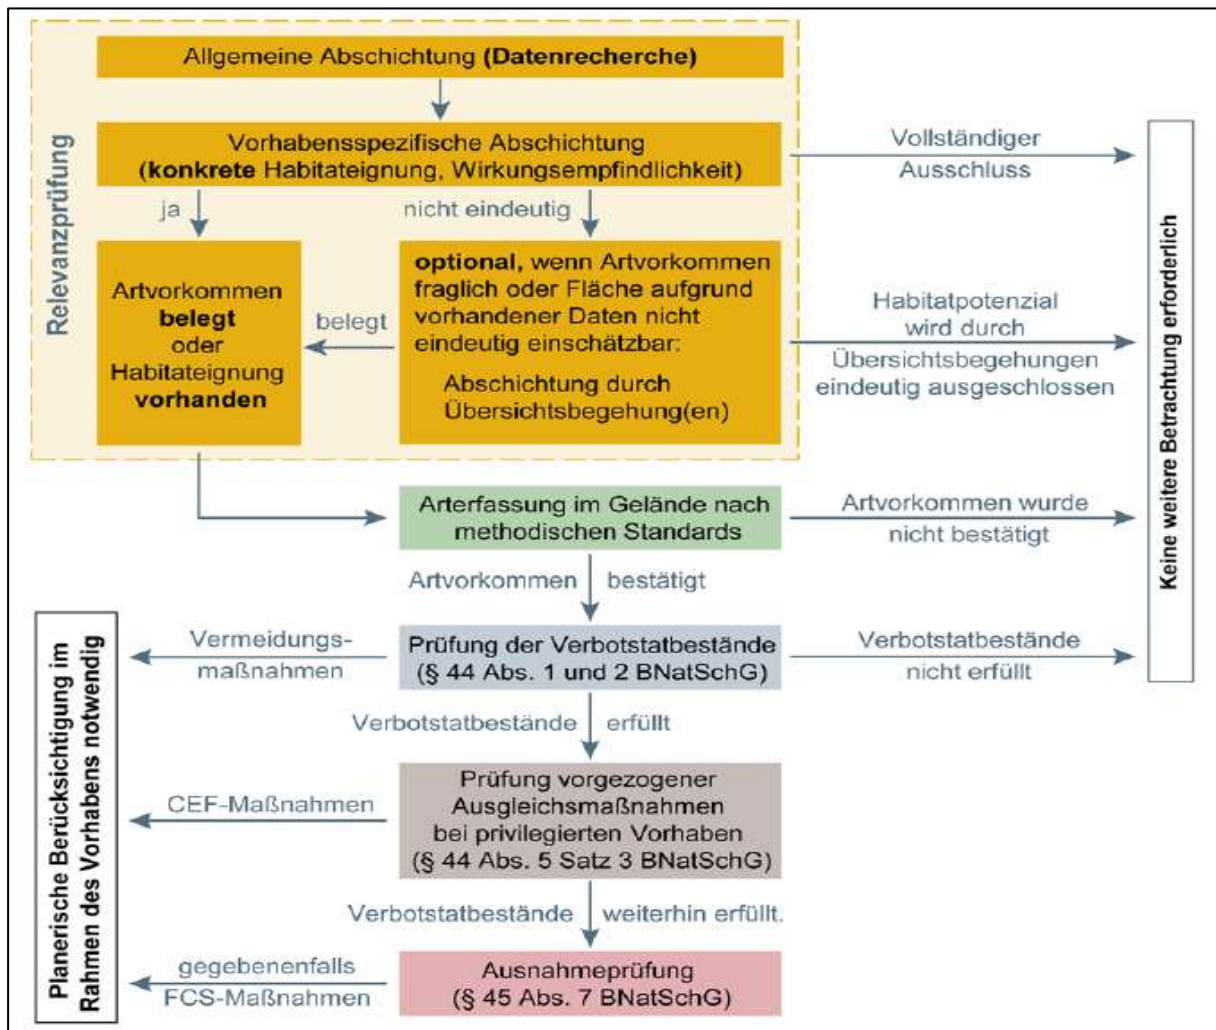 Relevanzprüfung
Allgemeine Abschichtung (Datenrecherche)
Vorhabensspezifische Abschichtung
(konkrete Habitateignung, Wirkungsempfindlichkeit)
Vollständiger
Ausschluss
ja
nicht eindeutig
Artvorkommen
belegt
oder
Habitateignung
vorhanden
belegt
optional, wenn Artvorkommen
fraglich oder Fläche aufgrund
vorhandener Daten nicht
eindeutig einschätzbar:
Abschichtung durch
Übersichtsbegehung(en)
Habitatpotenzial
wird durch
Übersichtsbegehungen
eindeutig ausgeschlossen
Keine weitere Betrachtung erforderlich
Arterfassung im Gelände nach
methodischen Standards
Artvorkommen wurde
nicht bestätigt
Artvorkommen bestätigt
Planerische Berücksichtigung im
Rahmen des Vorhabens notwendig
Vermeidungs-
maßnahmen
Prüfung der Verbotstatbestände
(§ 44 Abs. 1 und 2 BNatSchG)
Verbotstatbestände
nicht erfüllt
Verbotstatbestände erfüllt
CEF-Maßnahmen
Prüfung vorgezogener
Ausgleichsmaßnahmen
bei privilegierten Vorhaben
(§ 44 Abs. 5 Satz 3 BNatSchG)
Verbotstatbestände weiterhin erfüllt.
gegebenenfalls
FCS-Maßnahmen
Ausnahmeprüfung
(§ 45 Abs. 7 BNatSchG)